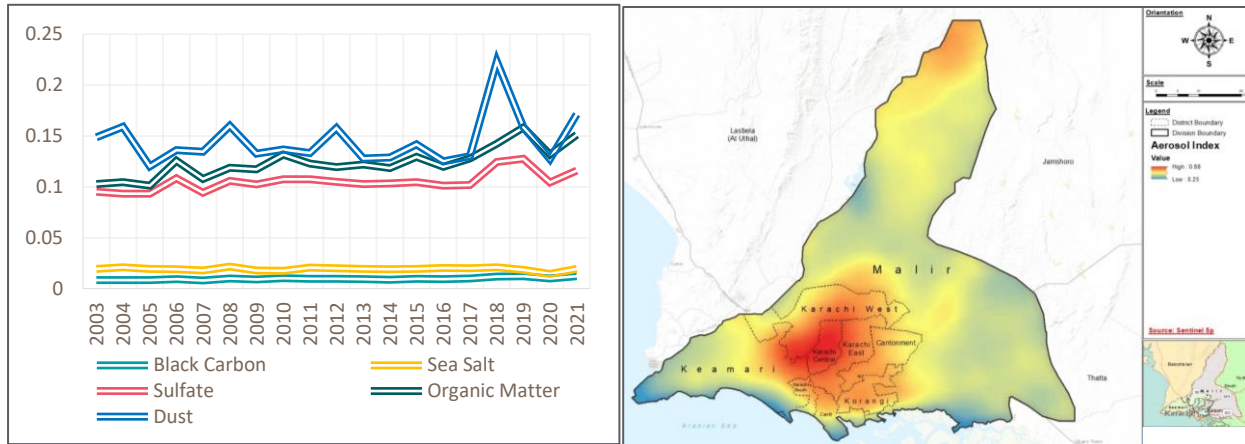 0.25
0.2
0.15
0.1
0.05
0
2003
2004
2005
2006
2007
2008
2009
2010
2011
2012
2013
2014
2015
2016
2017
2018
2019
2020
2021
Black Carbon
Sea Salt
Sulfate
Organic Matter
Dust
Orientation
N
W
E
S
Scale
Legend
District Boundary
Division Boundary
Aerosol Index
Value
High : 0.68
Low : 0.25
Source: Sentinel 5p
Lasbela
(At Uthal)
Jamshoro
Malir
Karachi West
Karachi
Central
Karachi
East
Cantonment
Keamari
Korangi
Thatta
Arabian Sea
Karachi